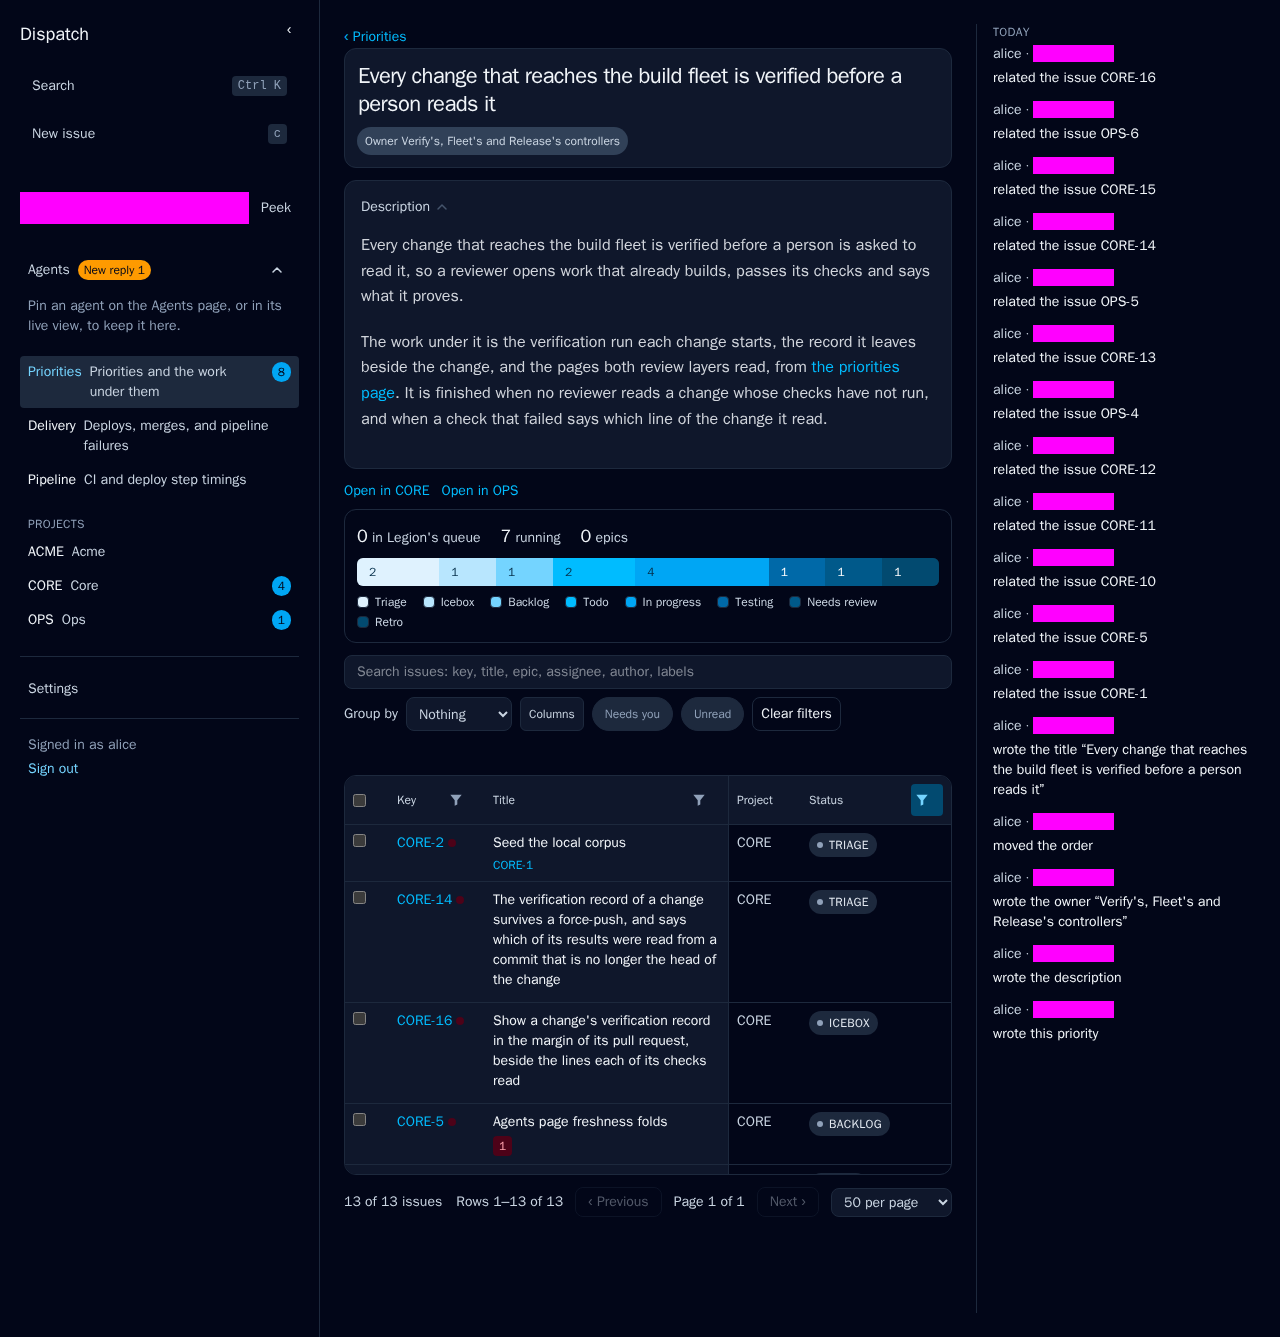 Dispatch
‹
Search
Ctrl K
New issue
C
Peek
Agents
New reply 1
Pin an agent on the Agents page, or in its
live view, to keep it here.
Priorities
Priorities and the work
under them
8
Delivery
Deploys, merges, and pipeline
failures
Pipeline
CI and deploy step timings
PROJECTS
ACME Acme
CORE Core
4
OPS Ops
1
Settings
Signed in as alice
Sign out
‹ Priorities
Every change that reaches the build fleet is verified before a
person reads it
Owner Verify's, Fleet's and Release's controllers
Description
Every change that reaches the build fleet is verified before a person is asked to
read it, so a reviewer opens work that already builds, passes its checks and says
what it proves.
The work under it is the verification run each change starts, the record it leaves
beside the change, and the pages both review layers read, from the priorities
page. It is finished when no reviewer reads a change whose checks have not run,
and when a check that failed says which line of the change it read.
Open in CORE Open in OPS
0 in Legion's queue 7 running 0 epics
2 1 1 2 4 1 1 1
Triage Icebox Backlog Todo In progress Testing Needs review
Retro
Search issues: key, title, epic, assignee, author, labels
Group by Nothing Columns Needs you Unread Clear filters
Key Title Project Status
CORE-2 Seed the local corpus CORE TRIAGE
CORE-1
CORE-14 The verification record of a change CORE TRIAGE
survives a force-push, and says
which of its results were read from a
commit that is no longer the head of
the change
CORE-16 Show a change's verification record CORE ICEBOX
in the margin of its pull request,
beside the lines each of its checks
read
CORE-5 Agents page freshness folds CORE BACKLOG
1
13 of 13 issues Rows 1–13 of 13 ‹ Previous Page 1 of 1 Next › 50 per page
TODAY
alice ·
related the issue CORE-16
alice ·
related the issue OPS-6
alice ·
related the issue CORE-15
alice ·
related the issue CORE-14
alice ·
related the issue OPS-5
alice ·
related the issue CORE-13
alice ·
related the issue OPS-4
alice ·
related the issue CORE-12
alice ·
related the issue CORE-11
alice ·
related the issue CORE-10
alice ·
related the issue CORE-5
alice ·
related the issue CORE-1
alice ·
wrote the title “Every change that reaches
the build fleet is verified before a person
reads it”
alice ·
moved the order
alice ·
wrote the owner “Verify's, Fleet's and
Release's controllers”
alice ·
wrote the description
alice ·
wrote this priority